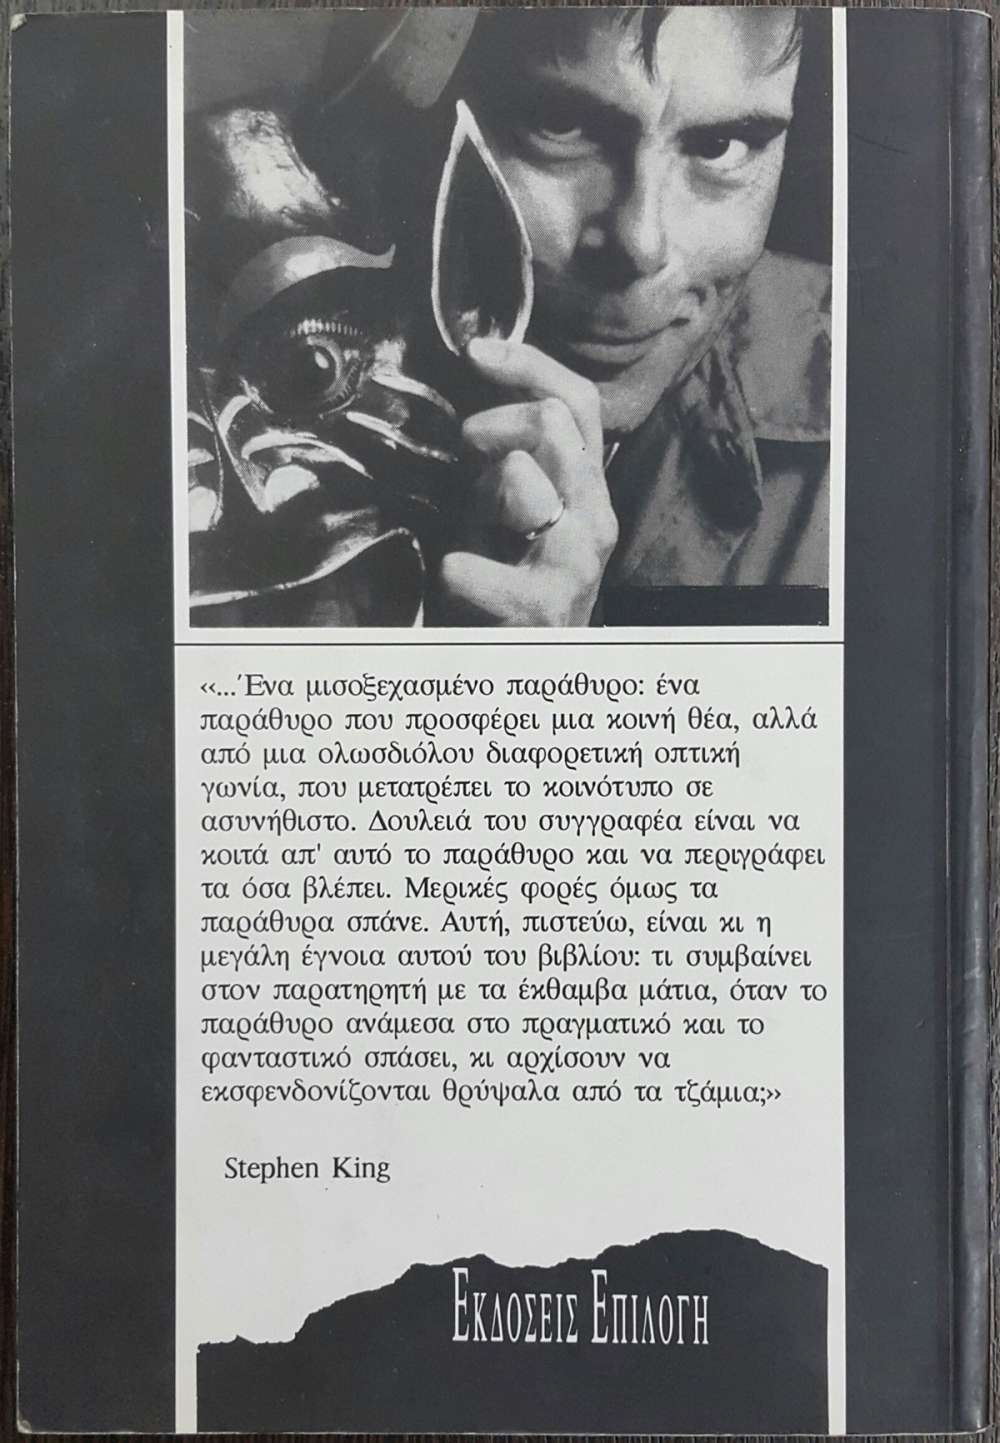 «...Ένα μισοξεχασμένο παράθυρο: ένα
παράθυρο που προσφέρει μια κοινή θέα, αλλά
από μια ολωσδιόλου διαφορετική οπτική
γωνία, που μετατρέπει το κοινότυπο σε
ασυνήθιστο. Δουλειά του συγγραφέα είναι να
κοιτά απ' αυτό το παράθυρο και να περιγράφει
τα όσα βλέπει. Μερικές φορές όμως τα
παράθυρα σπάνε. Αυτή, πιστεύω, είναι κι η
μεγάλη έγνοια αυτού του βιβλίου: τι συμβαίνει
στον παρατηρητή με τα έκθαμβα μάτια, όταν το
παράθυρο ανάμεσα στο πραγματικό και το
φανταστικό σπάσει, κι αρχίσουν να
εκσφενδονίζονται θρύψαλα από τα τζάμια;»
Stephen King
ΕΚΔΟΣΕΙΣ ΕΠΙΛΟΓΗ